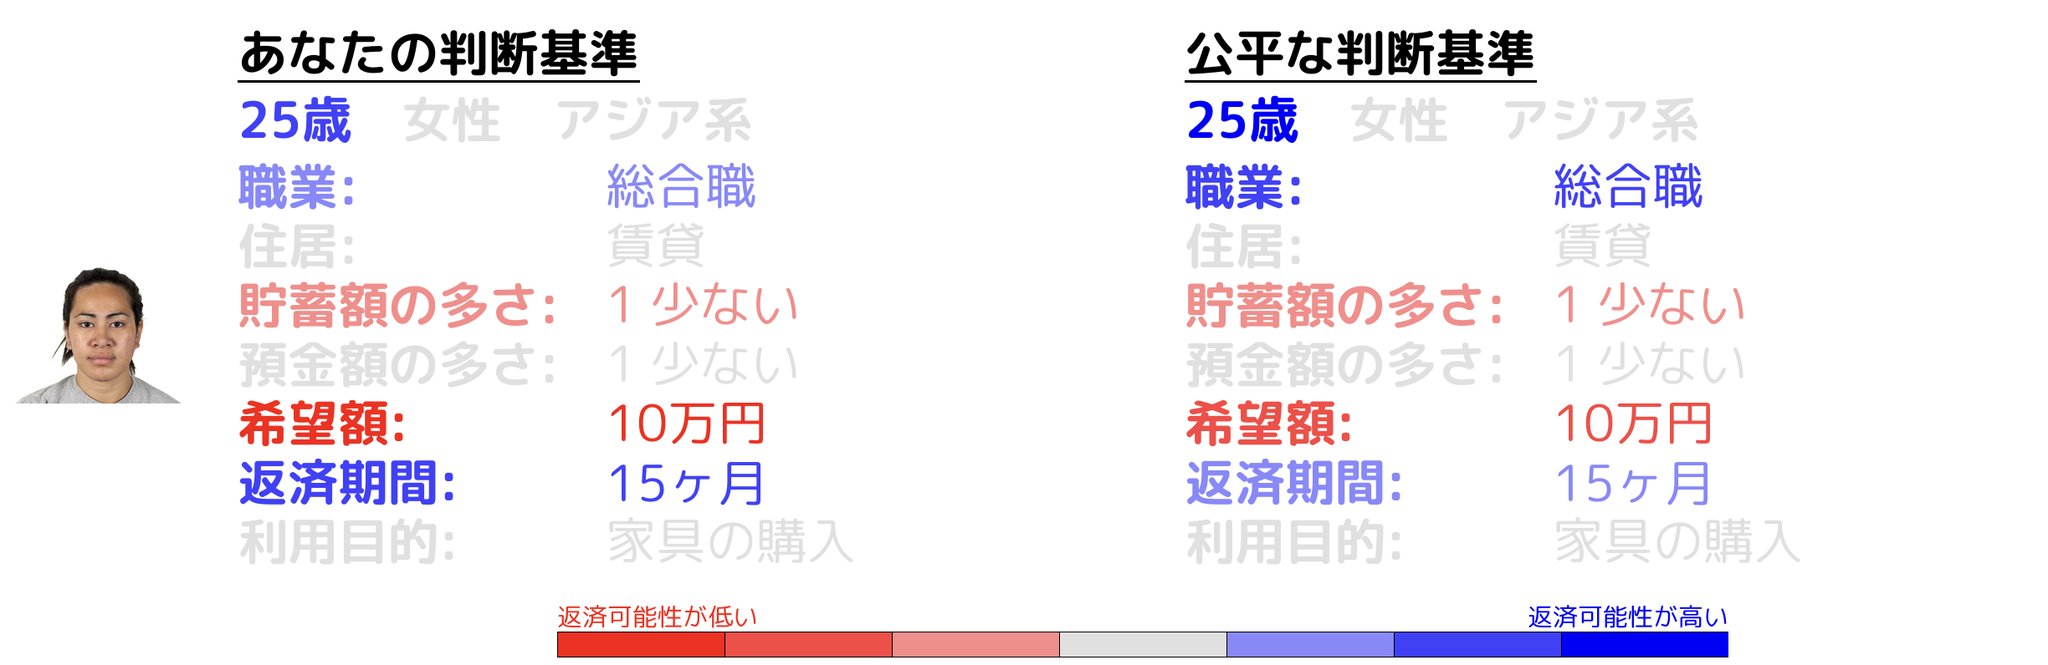 あなたの判断基準
25歳 女性 アジア系
職業: 総合職
住居: 賃貸
貯蓄額の多さ: 1 少ない
預金額の多さ: 1 少ない
希望額: 10万円
返済期間: 15ヶ月
利用目的: 家具の購入
公平な判断基準
25歳 女性 アジア系
職業: 総合職
住居: 賃貸
貯蓄額の多さ: 1 少ない
預金額の多さ: 1 少ない
希望額: 10万円
返済期間: 15ヶ月
利用目的: 家具の購入
返済可能性が低い 返済可能性が高い